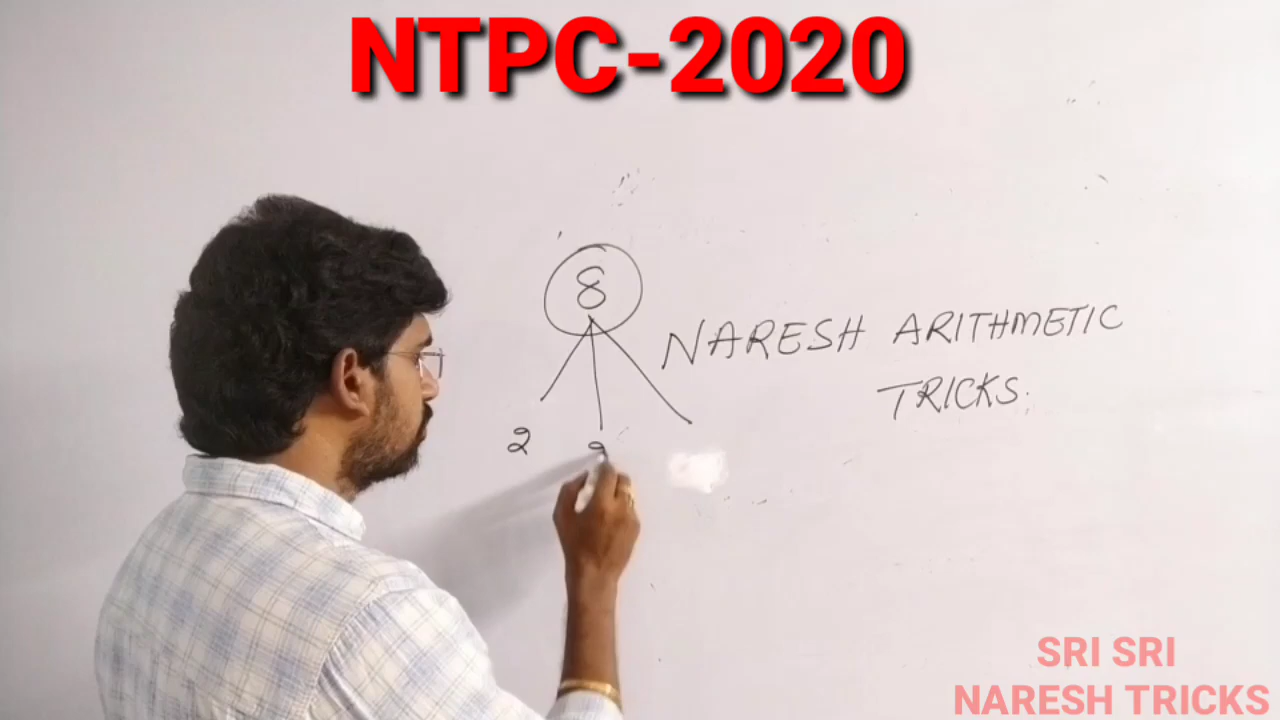 NTPC-2020
8
NARESH ARITHMETIC
TRICKS.
2
SRI SRI
NARESH TRICKS